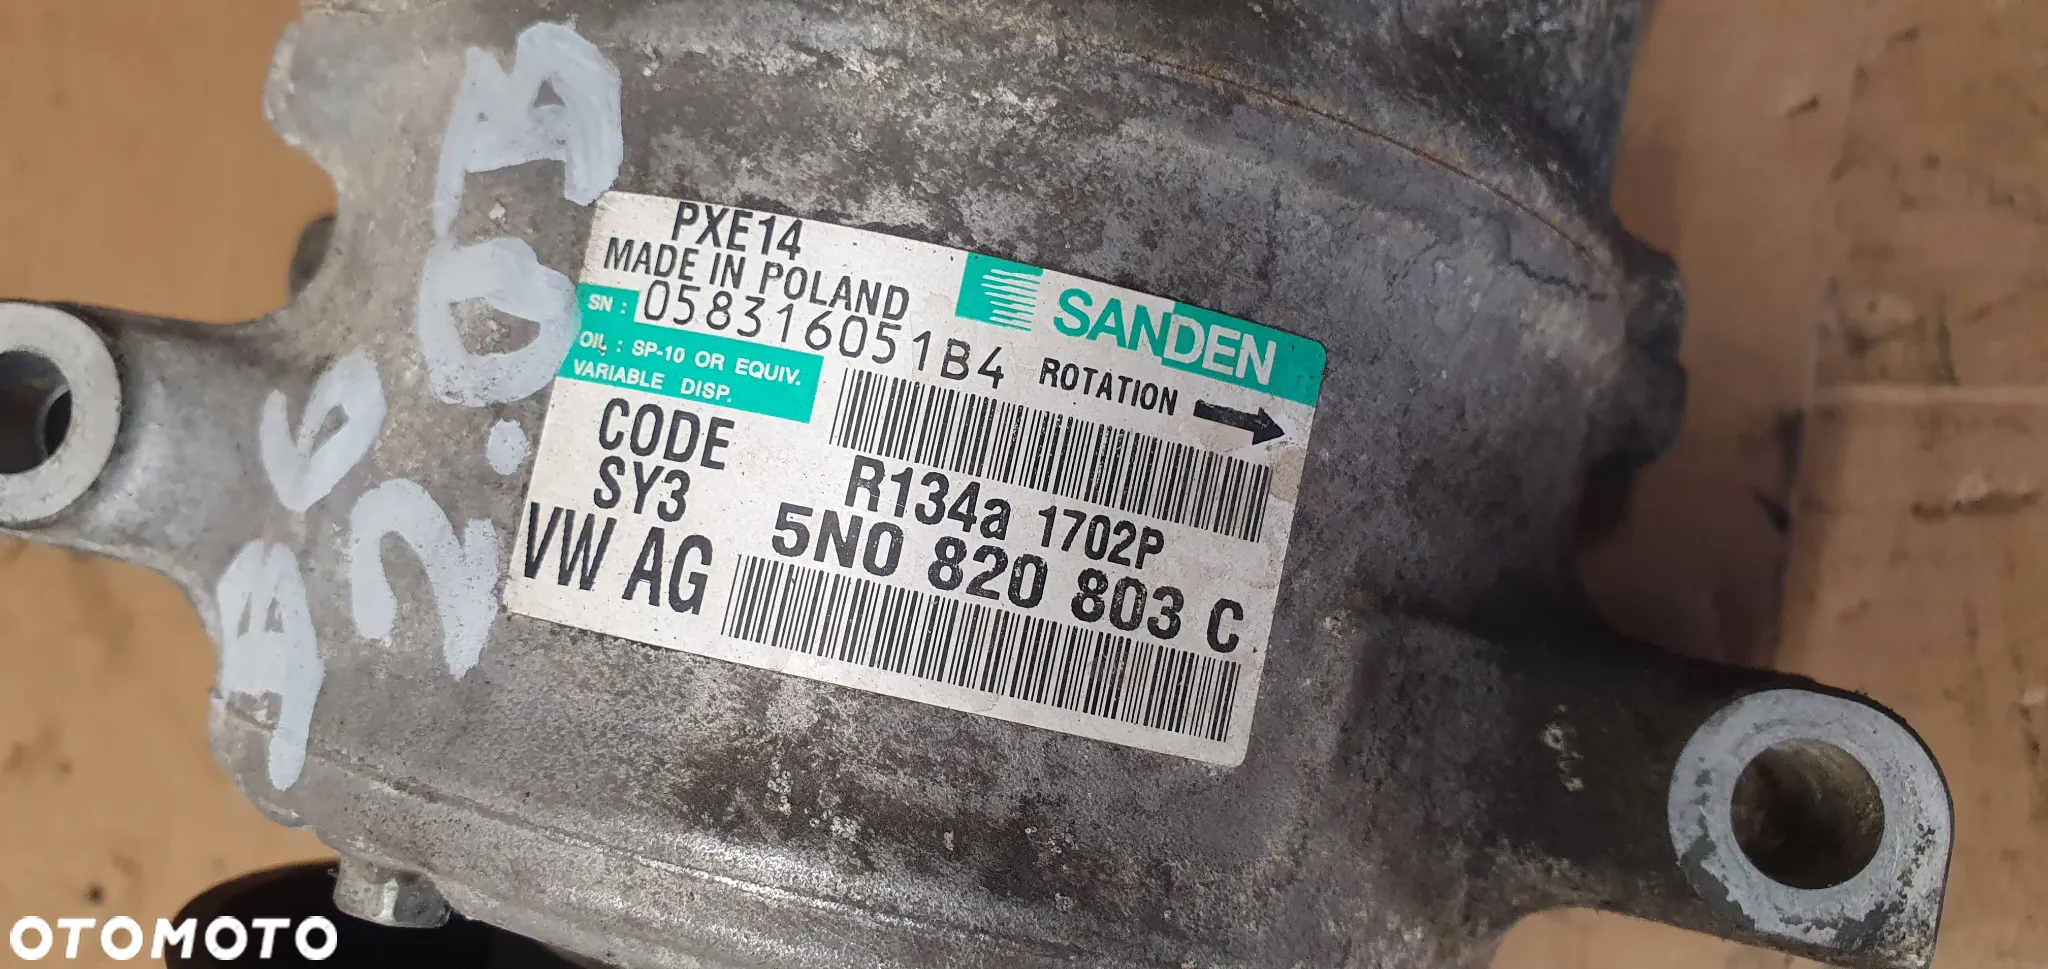 PXE14
MADE IN POLAND
SANDEN
SN : 058316051B4
OIL : SP-10 OR EQUIV.
VARIABLE DISP.
ROTATION
CODE
SY3
R134a 1702P
VW AG 5N0 820 803 C
B6
OTOMOTO